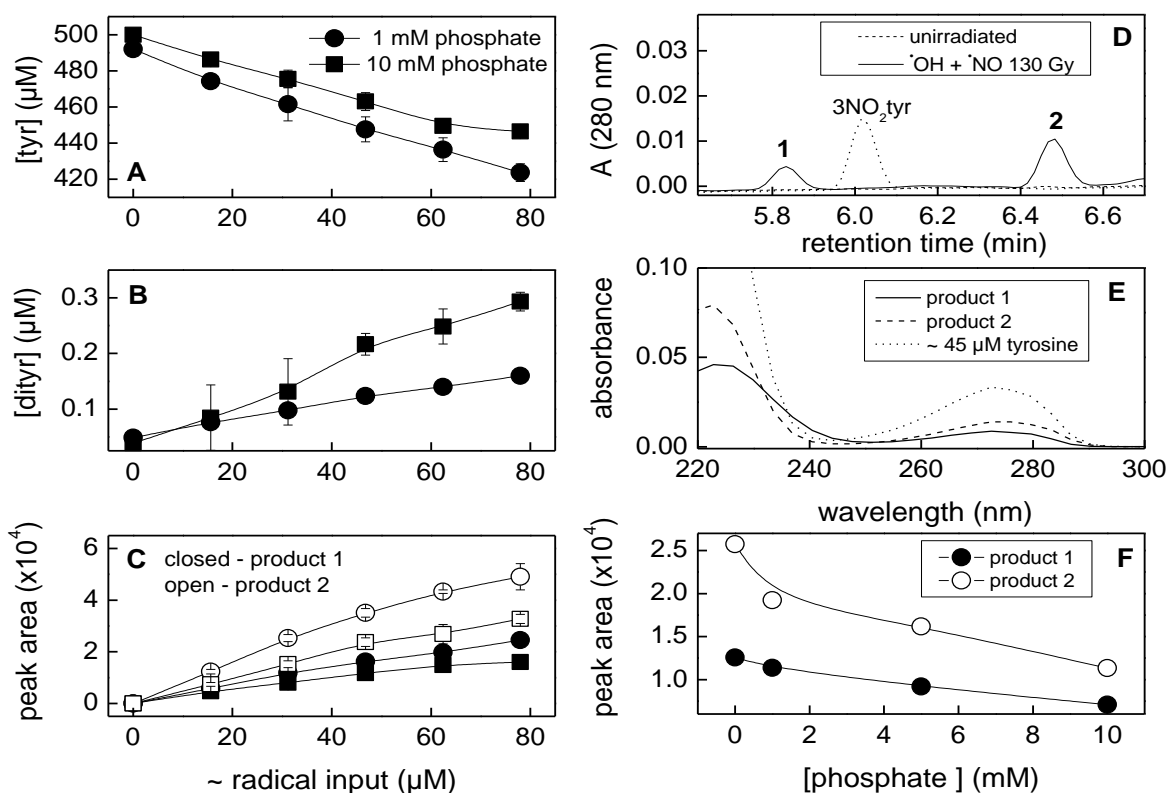 500
480
460
440
420
[tyr] (µM)
1 mM phosphate
10 mM phosphate
A
0 20 40 60 80
0.3
0.2
0.1
[dityr] (µM)
B
0 20 40 60 80
6
4
2
0
peak area (x10⁴)
C
closed - product 1
open - product 2
0 20 40 60 80
~ radical input (µM)
0.03
0.02
0.01
0.00
A (280 nm)
unirradiated
•OH + •NO 130 Gy
D
3NO₂tyr
1
2
5.8 6.0 6.2 6.4 6.6
retention time (min)
0.10
0.05
0.00
absorbance
product 1
product 2
~ 45 µM tyrosine
E
220 240 260 280 300
wavelength (nm)
2.5
2.0
1.5
1.0
peak area (x10⁴)
product 1
product 2
F
0 2 4 6 8 10
[phosphate ] (mM)